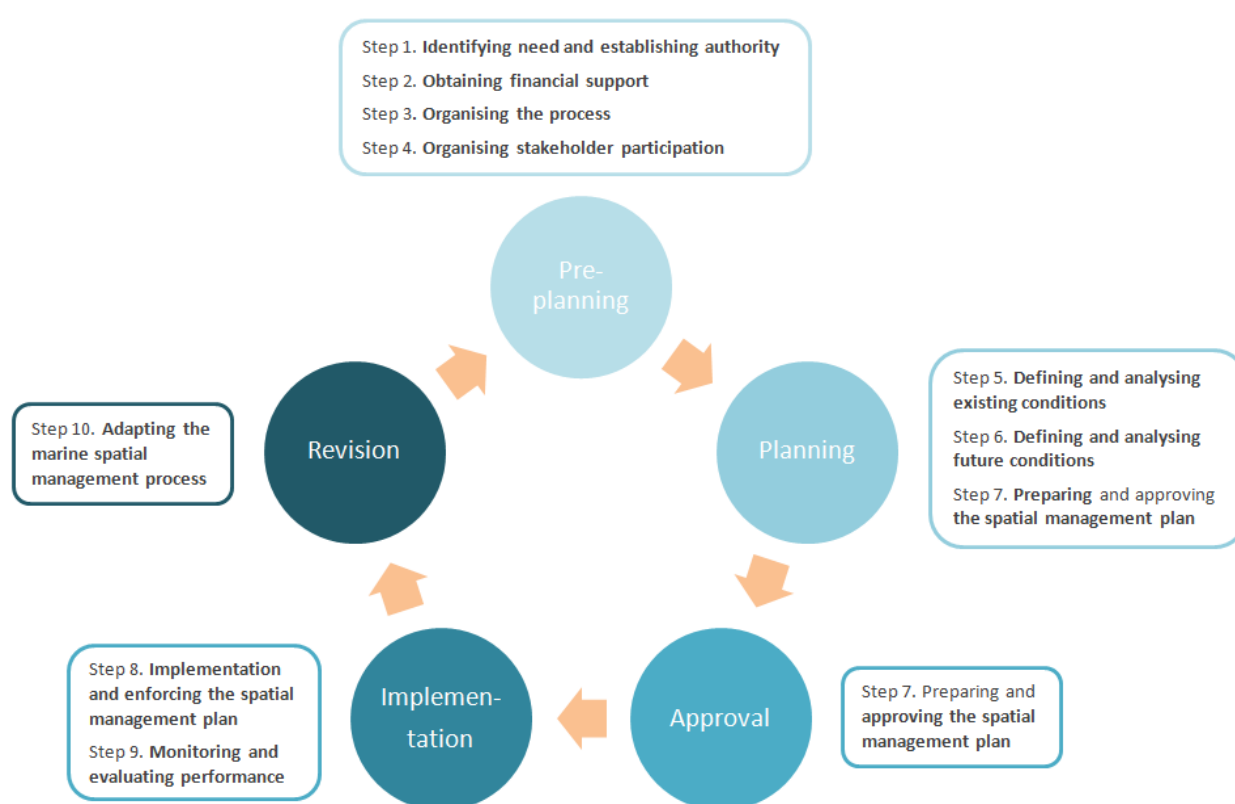 Step 1. Identifying need and establishing authority
Step 2. Obtaining financial support
Step 3. Organising the process
Step 4. Organising stakeholder participation
Pre-
planning
Planning
Step 5. Defining and analysing
existing conditions
Step 6. Defining and analysing
future conditions
Step 7. Preparing and approving
the spatial management plan
Approval
Step 7. Preparing and
approving the spatial
management plan
Implemen-
tation
Step 8. Implementation
and enforcing the spatial
management plan
Step 9. Monitoring and
evaluating performance
Revision
Step 10. Adapting the
marine spatial
management process